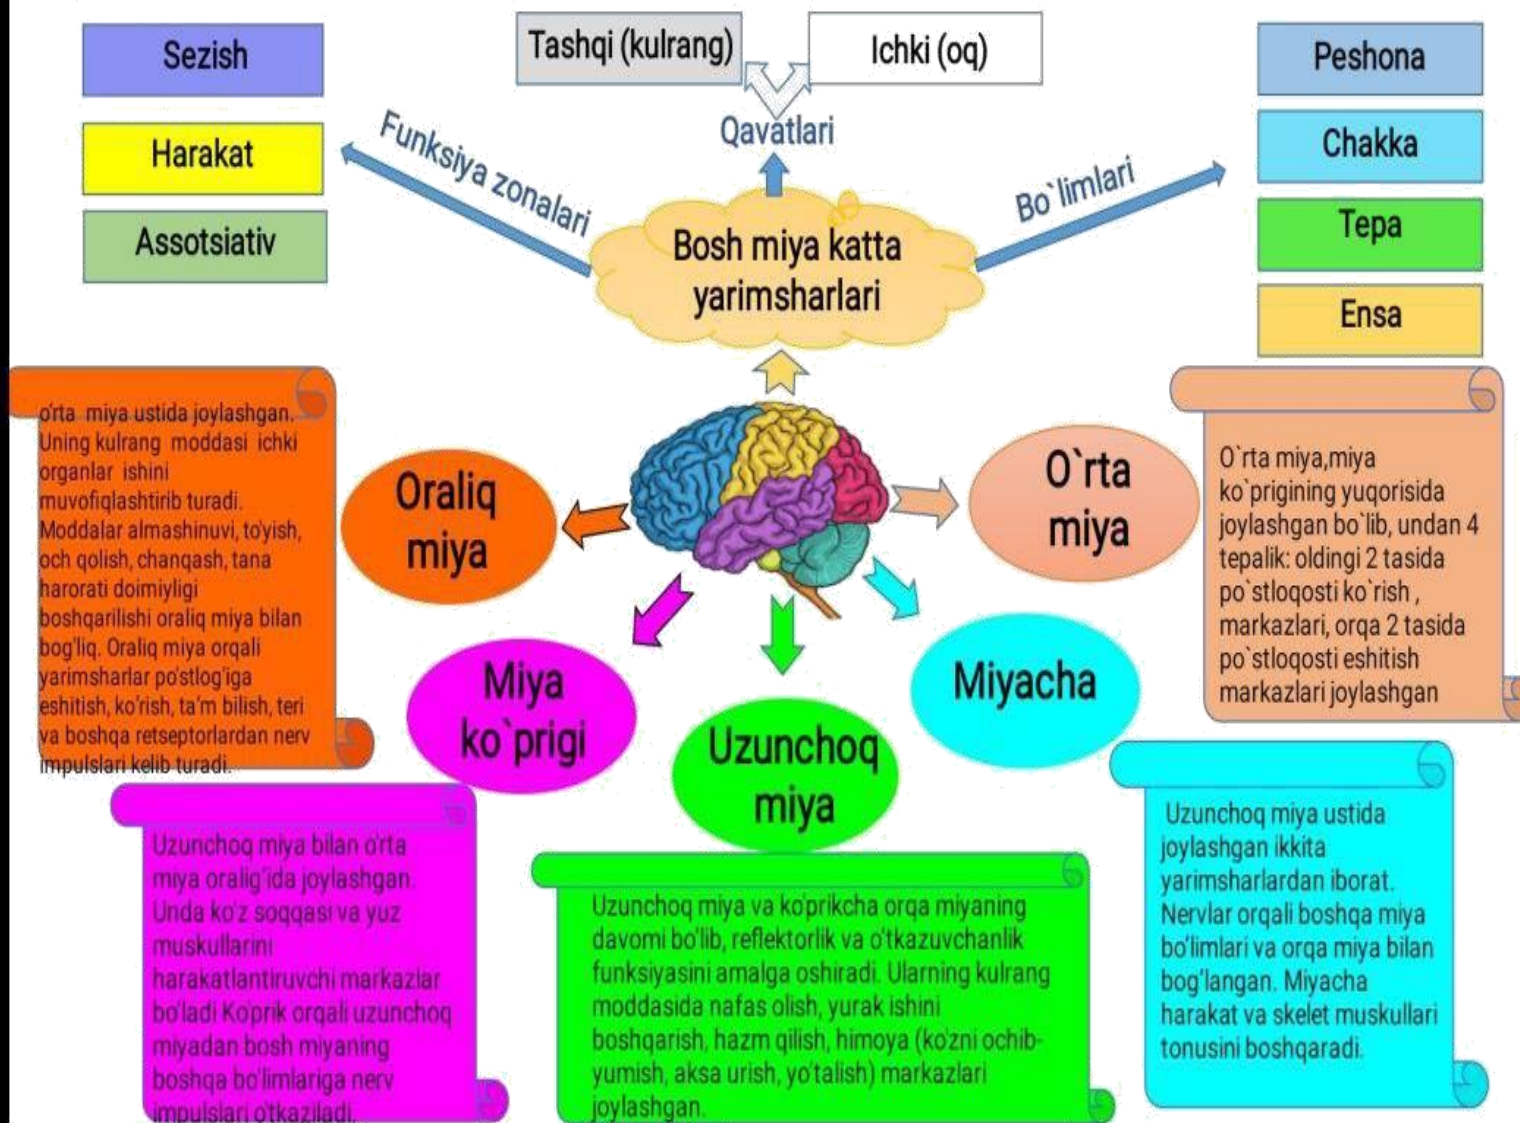 Sezish
Harakat
Assotsiativ
Tashqi (kulrang)
Ichki (oq)
Qavatlari
Funksiya zonalari
Bo`limlari
Peshona
Chakka
Tepa
Ensa
Bosh miya katta
yarimsharlari
o'rta miya ustida joylashgan.
Uning kulrang moddasi ichki
organlar ishini
muvofiqlashtirib turadi.
Moddalar almashinuvi, to'yish,
och qolish, chanqash, tana
harorati doimiyligi
boshqarilishi oraliq miya bilan
bog'liq. Oraliq miya orqali
yarimsharlar po'stlog'iga
eshitish, ko'rish, ta'm bilish, teri
va boshqa retseptorlardan nerv
impulslari kelib turadi.
Oraliq
miya
O`rta
miya
O`rta miya,miya
ko`prigining yuqorisida
joylashgan bo`lib, undan 4
tepalik: oldingi 2 tasida
po`stloqosti ko`rish ,
markazlari, orqa 2 tasida
po`stloqosti eshitish
markazlari joylashgan
Miya
ko`prigi
Uzunchoq
miya
Miyacha
Uzunchoq miya bilan o'rta
miya oralig'ida joylashgan.
Unda ko'z soqqasi va yuz
muskullarini
harakatlantiruvchi markazlar
bo'ladi Ko'prik orqali uzunchoq
miyadan bosh miyaning
boshqa bo'limlariga nerv
impulslari o'tkaziladi.
Uzunchoq miya va ko'prikcha orqa miyaning
davomi bo'lib, reflektorlik va o'tkazuvchanlik
funksiyasini amalga oshiradi. Ularning kulrang
moddasida nafas olish, yurak ishini
boshqarish, hazm qilish, himoya (ko'zni ochib-
yumish, aksa urish, yo'talish) markazlari
joylashgan.
Uzunchoq miya ustida
joylashgan ikkita
yarimsharlardan iborat.
Nervlar orqali boshqa miya
bo'limlari va orqa miya bilan
bog'langan. Miyacha
harakat va skelet muskullari
tonusini boshqaradi.